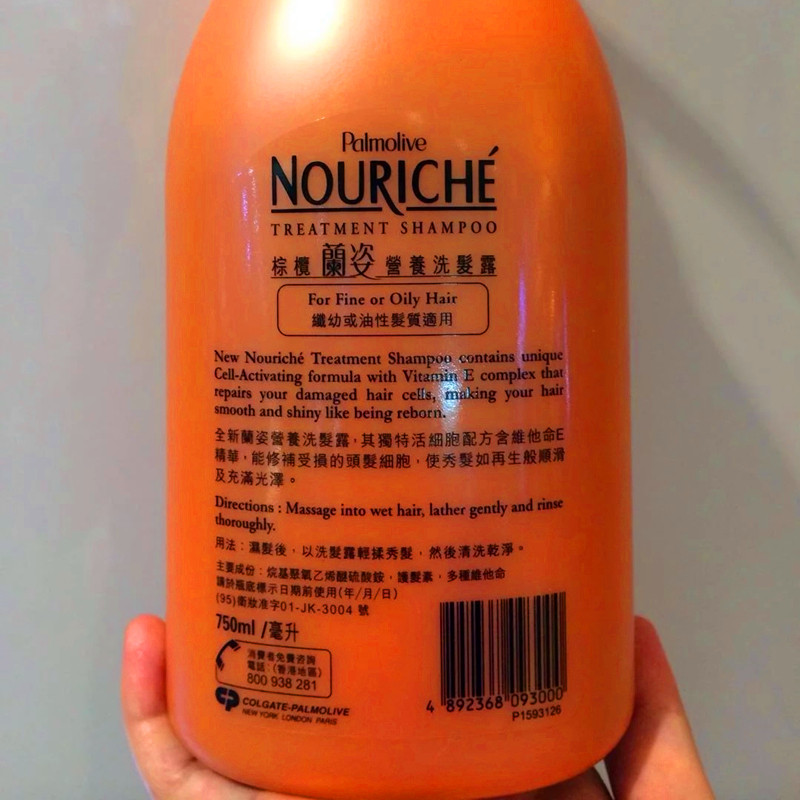 Palmolive
NOURICHÉ
TREATMENT SHAMPOO
棕欖 蘭姿 營養洗髮露
For Fine or Oily Hair
纖幼或油性髮質適用
New Nouriché Treatment Shampoo contains unique
Cell-Activating formula with Vitamin E complex that
repairs your damaged hair cells, making your hair
smooth and shiny like being reborn.
全新蘭姿營養洗髮露，其獨特活細胞配方含維他命E
精華，能修補受損的頭髮細胞，使秀髮如再生般順滑
及充滿光澤。
Directions : Massage into wet hair, lather gently and rinse
thoroughly.
用法：濕髮後，以洗髮露輕揉秀髮，然後清洗乾淨。
主要成份：烷基聚氧乙烯醚硫酸銨，護髮素，多種維他命
請於瓶底標示日期前使用(年/月/日)
(95)衛妝准字01-JK-3004 號
750ml /毫升
消費者免費咨詢
電話：(香港地區)
800 938 281
CP COLGATE-PALMOLIVE
NEW YORK LONDON PARIS
4 892368 093000
P1593126